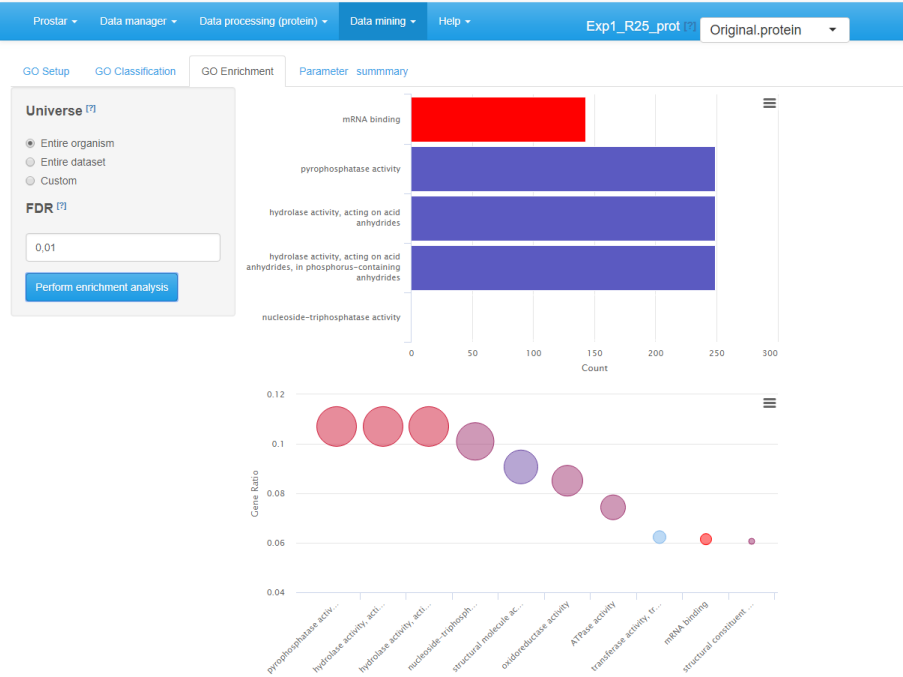 Prostar Data manager Data processing (protein) Data mining Help Exp1_R25_prot [?] Original.protein
GO Setup GO Classification GO Enrichment Parameter summmary
Universe [?]
Entire organism
Entire dataset
Custom
FDR [?]
0,01
Perform enrichment analysis
mRNA binding
pyrophosphatase activity
hydrolase activity, acting on acid
anhydrides
hydrolase activity, acting on acid
anhydrides, in phosphorus-containing
anhydrides
nucleoside-triphosphatase activity
0 50 100 150 200 250 300
Count
0.12
0.1
0.08
0.06
0.04
Gene Ratio
pyrophosphatase activ...
hydrolase activity, acti...
hydrolase activity, acti...
nucleoside-triphosph...
structural molecule ac...
oxidoreductase activity
ATPase activity
transferase activity, tr...
mRNA binding
structural constituent ...